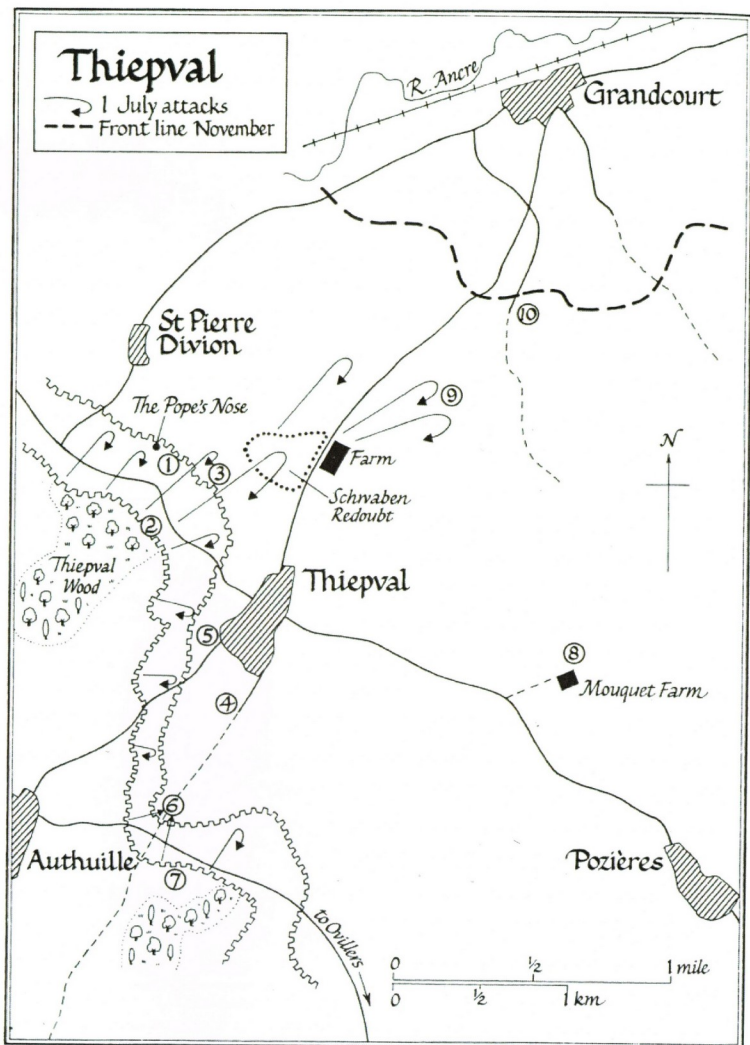 Thiepval
1 July attacks
Front line November
R. Ancre
Grandcourt
St Pierre
Divion
The Pope's Nose
①
②
③
⑨
⑩
Farm
Schwaben
Redoubt
N
Thiepval
Wood
Thiepval
⑤
④
⑧
Mouquet Farm
⑥
Authuille
⑦
Pozières
to Ovillers
0 ½ 1 mile
0 ½ 1 km